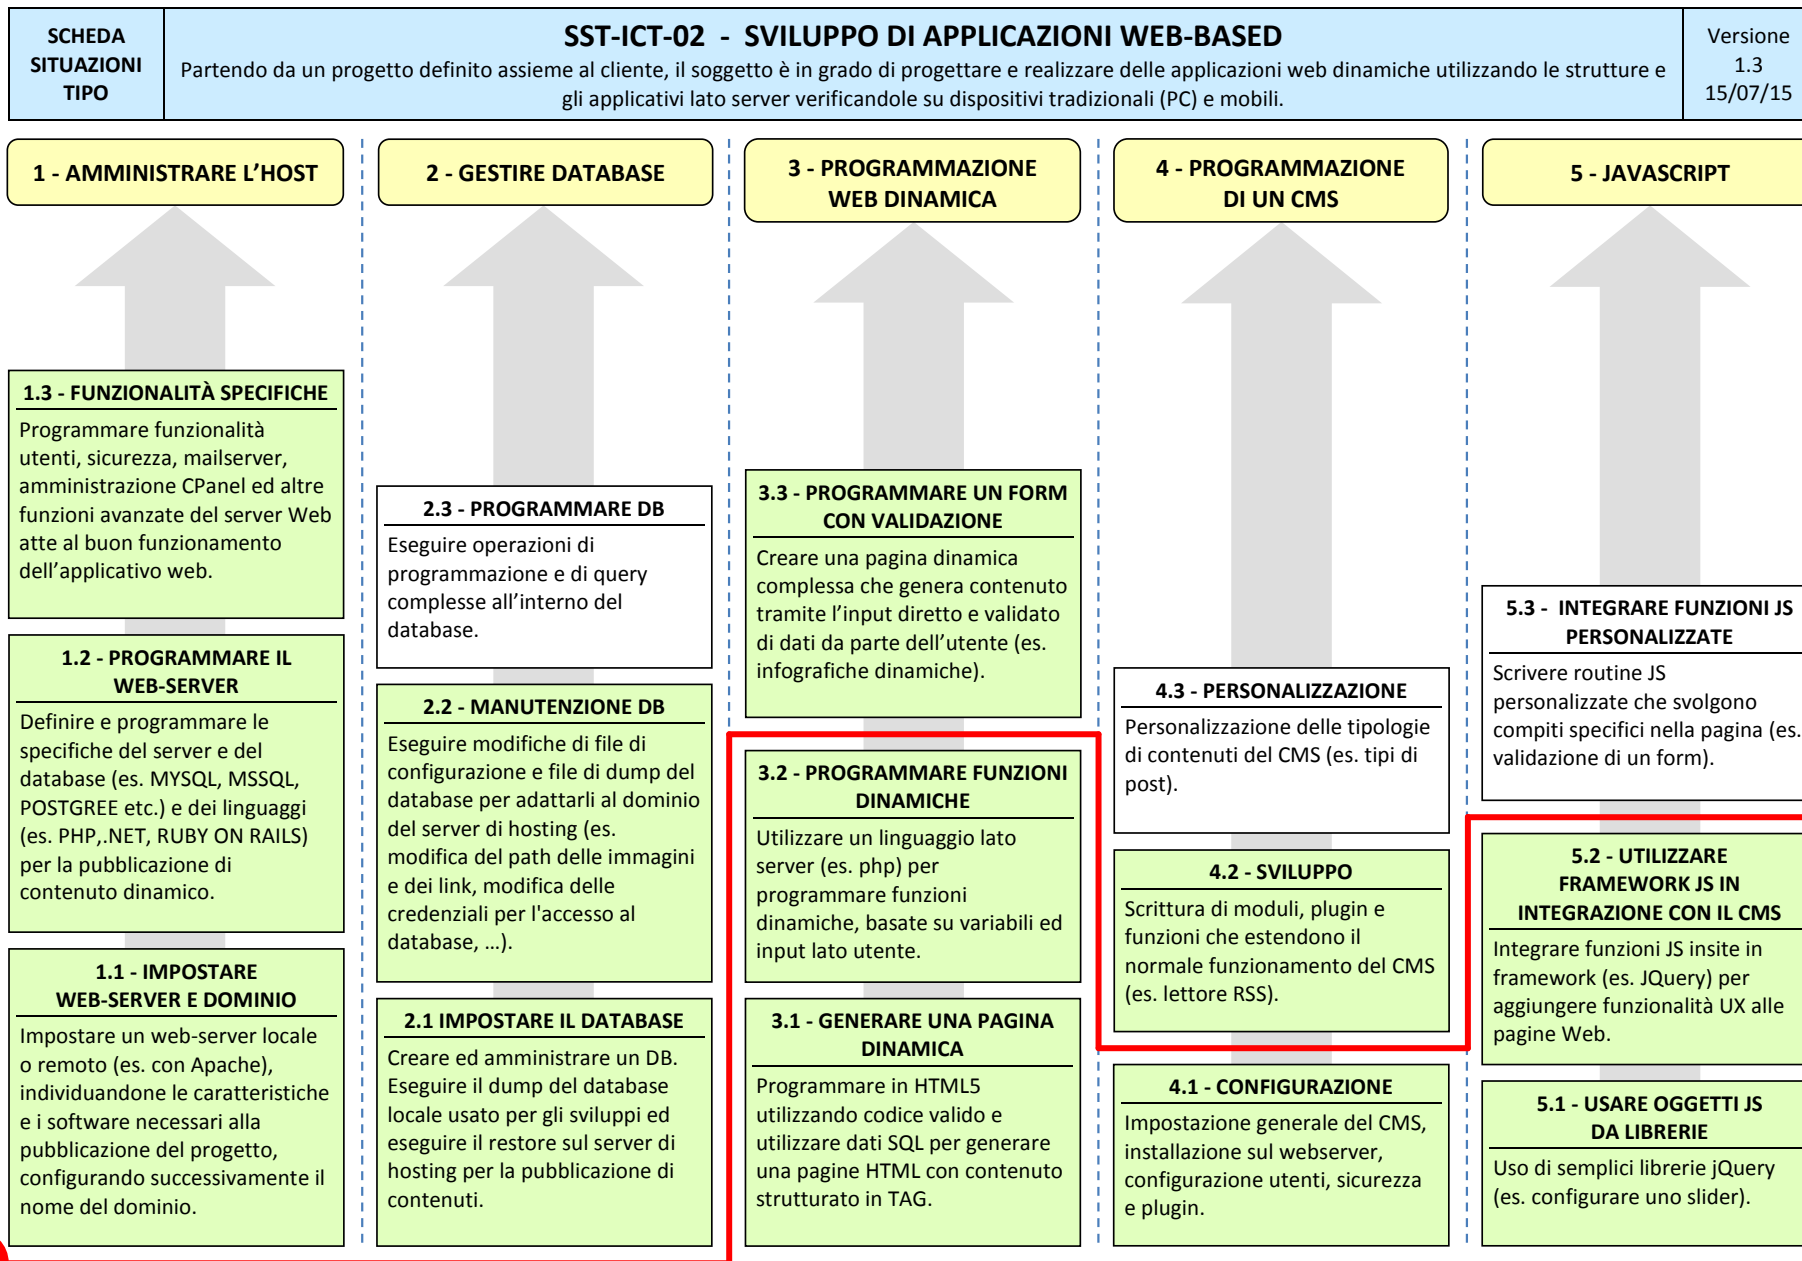 SCHEDA
SITUAZIONI
TIPO
SST-ICT-02 - SVILUPPO DI APPLICAZIONI WEB-BASED
Partendo da un progetto definito assieme al cliente, il soggetto è in grado di progettare e realizzare delle applicazioni web dinamiche utilizzando le strutture e
gli applicativi lato server verificandole su dispositivi tradizionali (PC) e mobili.
Versione
1.3
15/07/15
1 - AMMINISTRARE L'HOST
1.3 - FUNZIONALITÀ SPECIFICHE
Programmare funzionalità
utenti, sicurezza, mailserver,
amministrazione CPanel ed altre
funzioni avanzate del server Web
atte al buon funzionamento
dell'applicativo web.
1.2 - PROGRAMMARE IL
WEB-SERVER
Definire e programmare le
specifiche del server e del
database (es. MYSQL, MSSQL,
POSTGREE etc.) e dei linguaggi
(es. PHP,.NET, RUBY ON RAILS)
per la pubblicazione di
contenuto dinamico.
1.1 - IMPOSTARE
WEB-SERVER E DOMINIO
Impostare un web-server locale
o remoto (es. con Apache),
individuandone le caratteristiche
e i software necessari alla
pubblicazione del progetto,
configurando successivamente il
nome del dominio.
2 - GESTIRE DATABASE
2.3 - PROGRAMMARE DB
Eseguire operazioni di
programmazione e di query
complesse all'interno del
database.
2.2 - MANUTENZIONE DB
Eseguire modifiche di file di
configurazione e file di dump del
database per adattarli al dominio
del server di hosting (es.
modifica del path delle immagini
e dei link, modifica delle
credenziali per l'accesso al
database, …).
2.1 IMPOSTARE IL DATABASE
Creare ed amministrare un DB.
Eseguire il dump del database
locale usato per gli sviluppi ed
eseguire il restore sul server di
hosting per la pubblicazione di
contenuti.
3 - PROGRAMMAZIONE
WEB DINAMICA
3.3 - PROGRAMMARE UN FORM
CON VALIDAZIONE
Creare una pagina dinamica
complessa che genera contenuto
tramite l'input diretto e validato
di dati da parte dell'utente (es.
infografiche dinamiche).
3.2 - PROGRAMMARE FUNZIONI
DINAMICHE
Utilizzare un linguaggio lato
server (es. php) per
programmare funzioni
dinamiche, basate su variabili ed
input lato utente.
3.1 - GENERARE UNA PAGINA
DINAMICA
Programmare in HTML5
utilizzando codice valido e
utilizzare dati SQL per generare
una pagine HTML con contenuto
strutturato in TAG.
4 - PROGRAMMAZIONE
DI UN CMS
4.3 - PERSONALIZZAZIONE
Personalizzazione delle tipologie
di contenuti del CMS (es. tipi di
post).
4.2 - SVILUPPO
Scrittura di moduli, plugin e
funzioni che estendono il
normale funzionamento del CMS
(es. lettore RSS).
4.1 - CONFIGURAZIONE
Impostazione generale del CMS,
installazione sul webserver,
configurazione utenti, sicurezza
e plugin.
5 - JAVASCRIPT
5.3 - INTEGRARE FUNZIONI JS
PERSONALIZZATE
Scrivere routine JS
personalizzate che svolgono
compiti specifici nella pagina (es.
validazione di un form).
5.2 - UTILIZZARE
FRAMEWORK JS IN
INTEGRAZIONE CON IL CMS
Integrare funzioni JS insite in
framework (es. JQuery) per
aggiungere funzionalità UX alle
pagine Web.
5.1 - USARE OGGETTI JS
DA LIBRERIE
Uso di semplici librerie jQuery
(es. configurare uno slider).